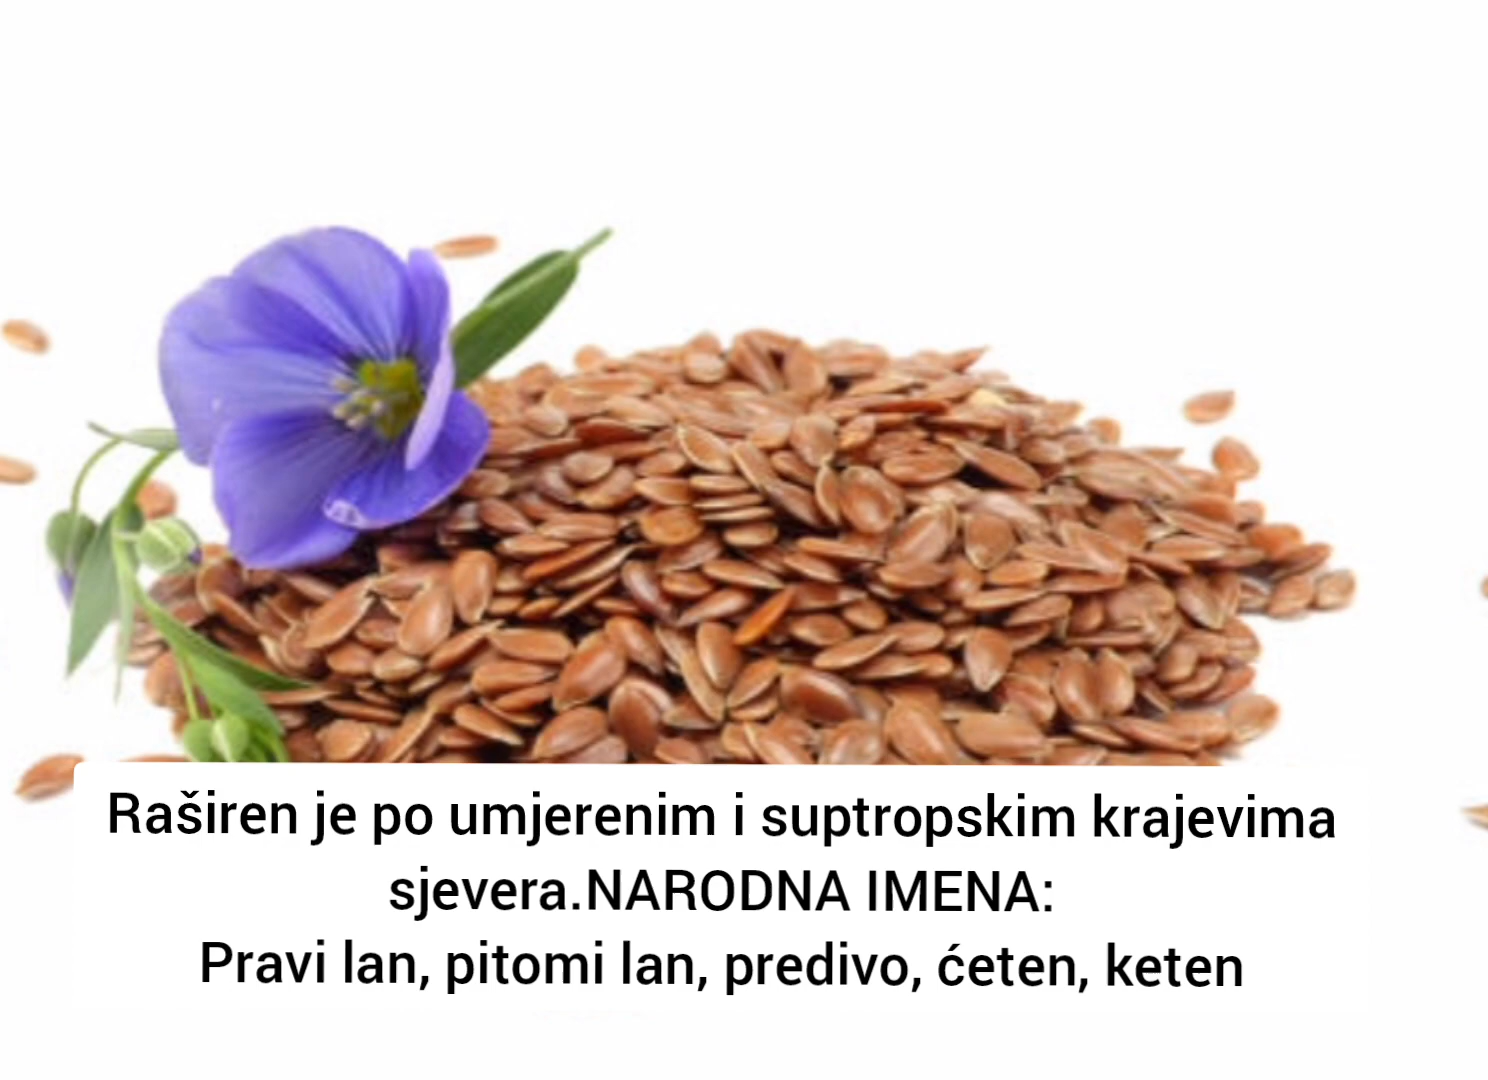 Raširen je po umjerenim i suptropskim krajevima
sjevera.NARODNA IMENA:
Pravi lan, pitomi lan, predivo, ćeten, keten